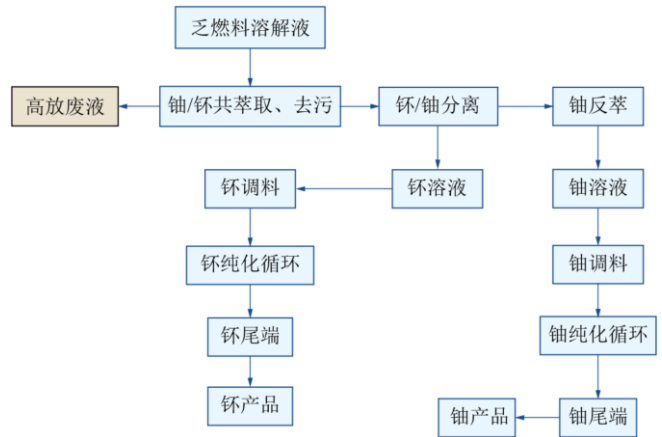 乏燃料溶解液
高放废液
铀/钚共萃取、去污
钚/铀分离
铀反萃
钚调料
钚溶液
铀溶液
钚纯化循环
铀调料
钚尾端
铀纯化循环
钚产品
铀产品
铀尾端